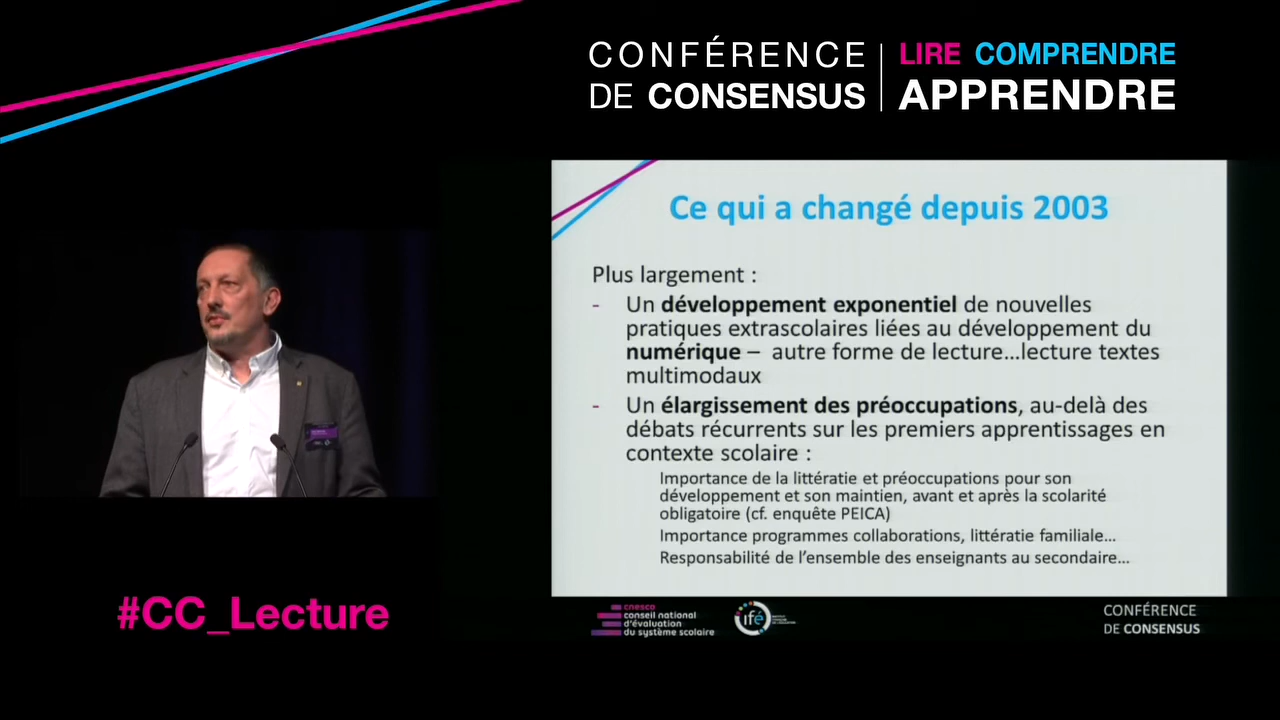 CONFÉRENCE
DE CONSENSUS
LIRE COMPRENDRE
APPRENDRE
Ce qui a changé depuis 2003
Plus largement :
- Un développement exponentiel de nouvelles
pratiques extrascolaires liées au développement du
numérique – autre forme de lecture...lecture textes
multimodaux
- Un élargissement des préoccupations, au-delà des
débats récurrents sur les premiers apprentissages en
contexte scolaire :
Importance de la littératie et préoccupations pour son
développement et son maintien, avant et après la scolarité
obligatoire (cf. enquête PEICA)
Importance programmes collaborations, littératie familiale...
Responsabilité de l'ensemble des enseignants au secondaire...
#CC_Lecture
cnesco
conseil national
d'évaluation
du système scolaire
ifé
CONFÉRENCE
DE CONSENSUS